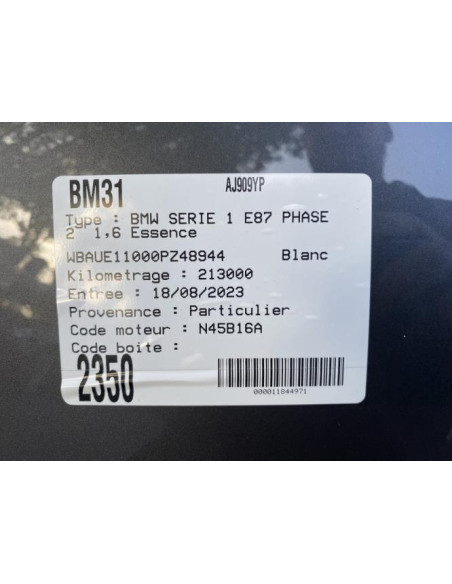 BM31 AJ909YP
Type : BMW SERIE 1 E87 PHASE
2 1,6 Essence
WBAUE11000PZ48944 Blanc
Kilometrage : 213000
Entree : 18/08/2023
Provenance : Particulier
Code moteur : N45B16A
Code boite :
2350
000011844971